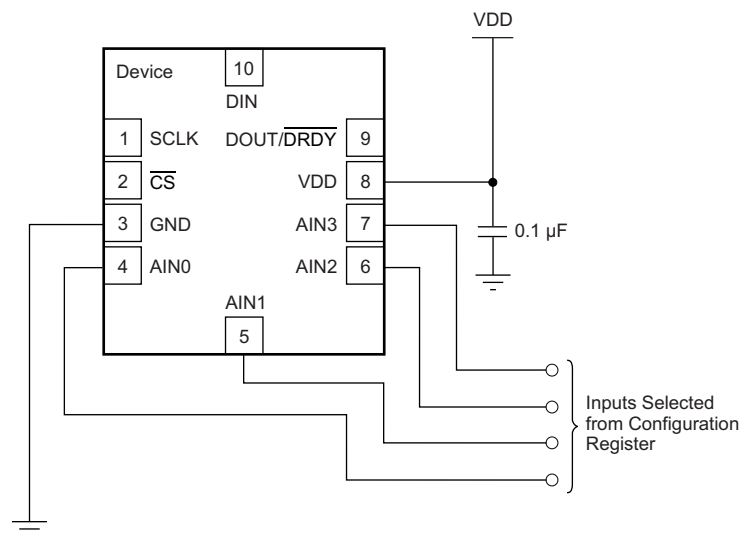 VDD
Device
10
DIN
1 SCLK
DOUT/DRDY 9
2 CS
VDD 8
3 GND
AIN3 7
0.1 µF
4 AIN0
AIN2 6
AIN1
5
Inputs Selected
from Configuration
Register